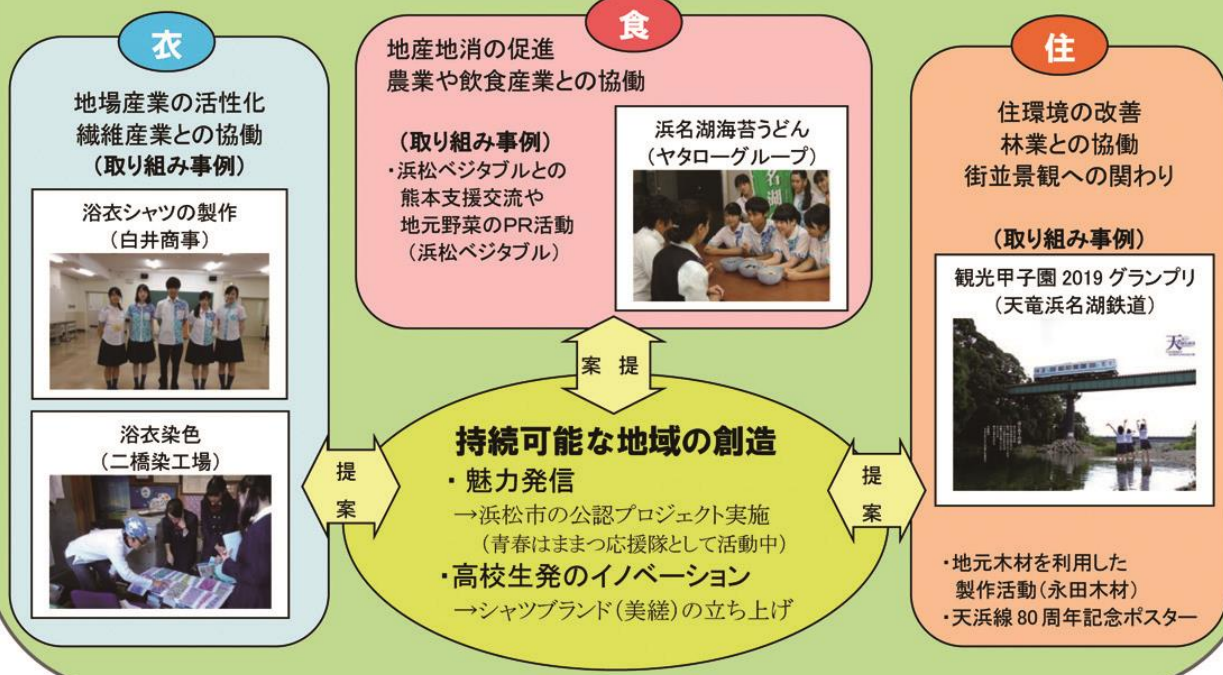 衣
地場産業の活性化
繊維産業との協働
(取り組み事例)
浴衣シャツの製作
(白井商事)
浴衣染色
(二橋染工場)
食
地産地消の促進
農業や飲食産業との協働
(取り組み事例)
・浜松ベジタブルとの
熊本支援交流や
地元野菜のPR活動
(浜松ベジタブル)
浜名湖海苔うどん
(ヤタローグループ)
名湖
住
住環境の改善
林業との協働
街並景観への関わり
(取り組み事例)
観光甲子園 2019 グランプリ
(天竜浜名湖鉄道)
天
・地元木材を利用した
製作活動(永田木材)
・天浜線 80 周年記念ポスター
案 提
提
案
提
案
持続可能な地域の創造
・魅力発信
→浜松市の公認プロジェクト実施
(青春はままつ応援隊として活動中)
・高校生発のイノベーション
→シャツブランド(美縒)の立ち上げ